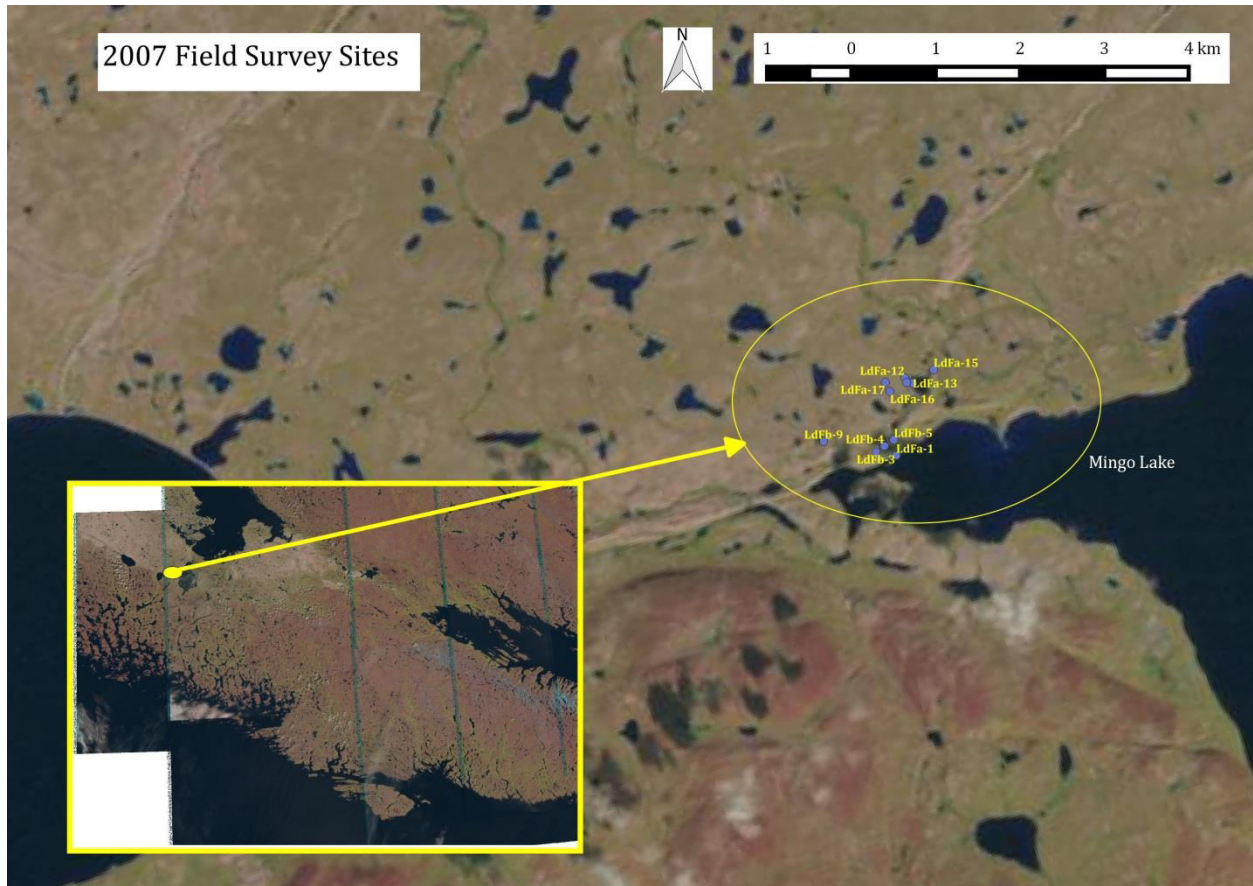 2007 Field Survey Sites
N
1 0 1 2 3 4 km
LdFa-15
LdFa-12
LdFa-13
LdFa-17
LdFa-16
LdFb-9
LdFb-4
LdFb-5
LdFa-1
LdFb-3
Mingo Lake